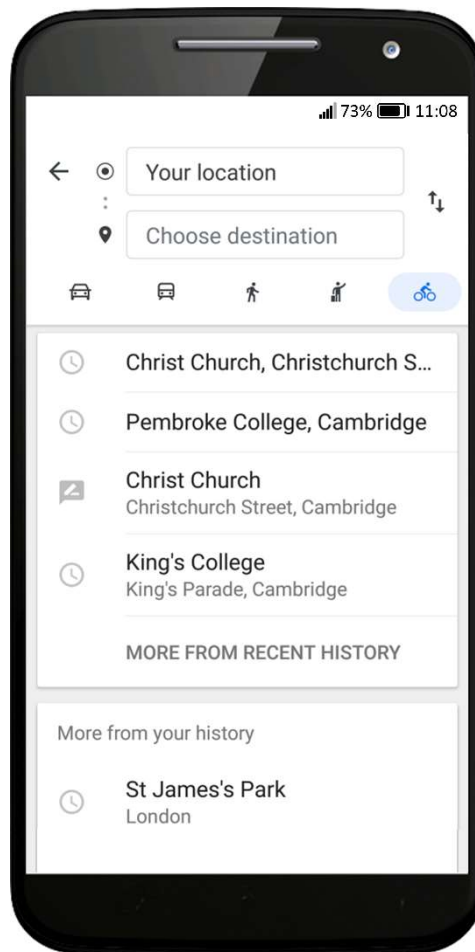 73% 11:08
Your location
Choose destination
Christ Church, Christchurch S...
Pembroke College, Cambridge
Christ Church
Christchurch Street, Cambridge
King's College
King's Parade, Cambridge
MORE FROM RECENT HISTORY
More from your history
St James's Park
London